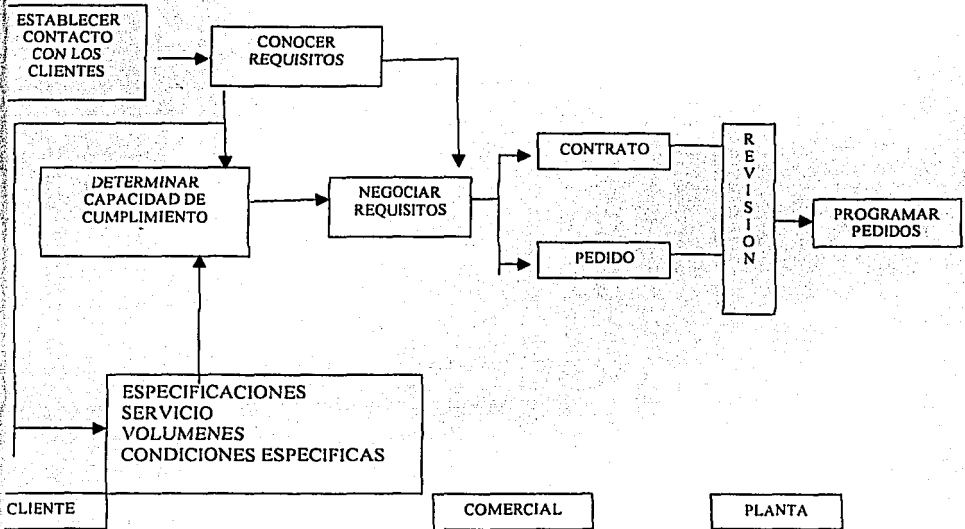 ESTABLECER
CONTACTO
CON LOS
CLIENTES
CONOCER
REQUISITOS
DETERMINAR
CAPACIDAD DE
CUMPLIMIENTO
NEGOCIAR
REQUISITOS
CONTRATO
PEDIDO
REVISION
PROGRAMAR
PEDIDOS
ESPECIFICACIONES
SERVICIO
VOLUMENES
CONDICIONES ESPECIFICAS
CLIENTE
COMERCIAL
PLANTA